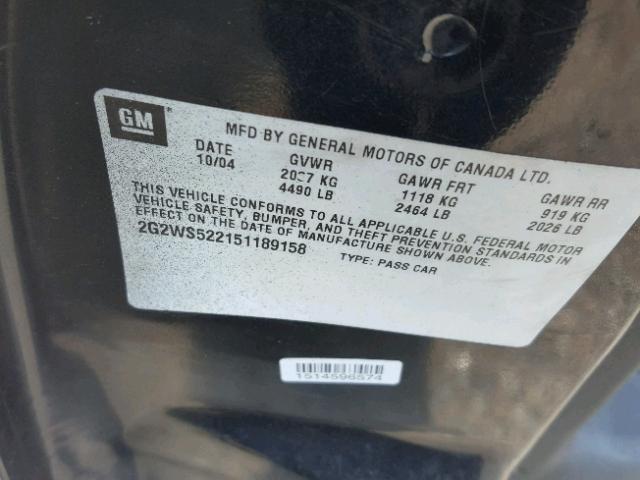 GM
MFD BY GENERAL MOTORS OF CANADA LTD.
DATE GVWR GAWR FRT GAWR RR
10/04 2037 KG 1118 KG 919 KG
4490 LB 2464 LB 2026 LB
THIS VEHICLE CONFORMS TO ALL APPLICABLE U.S. FEDERAL MOTOR
VEHICLE SAFETY, BUMPER, AND THEFT PREVENTION STANDARDS IN
EFFECT ON THE DATE OF MANUFACTURE SHOWN ABOVE.
2G2WS522151189158 TYPE: PASS CAR
1514596574